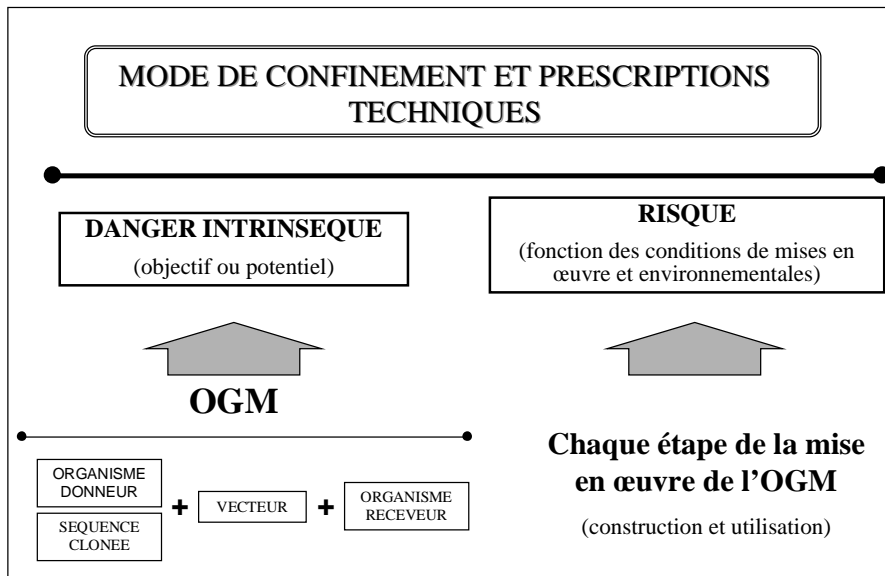 MODE DE CONFINEMENT ET PRESCRIPTIONS
TECHNIQUES
DANGER INTRINSEQUE
(objectif ou potentiel)
RISQUE
(fonction des conditions de mises en
œuvre et environnementales)
OGM
ORGANISME
DONNEUR
SEQUENCE
CLONEE
+
VECTEUR
+
ORGANISME
RECEVEUR
Chaque étape de la mise
en œuvre de l’OGM
(construction et utilisation)